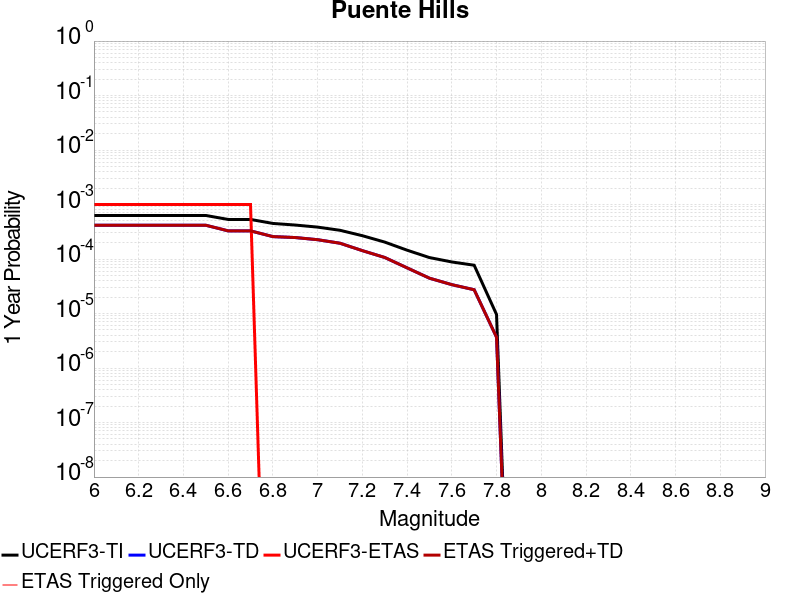 Puente Hills
10^0
10^-1
10^-2
10^-3
10^-4
10^-5
10^-6
10^-7
10^-8
1 Year Probability
6 6.2 6.4 6.6 6.8 7 7.2 7.4 7.6 7.8 8 8.2 8.4 8.6 8.8 9
Magnitude
UCERF3-TI UCERF3-TD UCERF3-ETAS ETAS Triggered+TD
ETAS Triggered Only